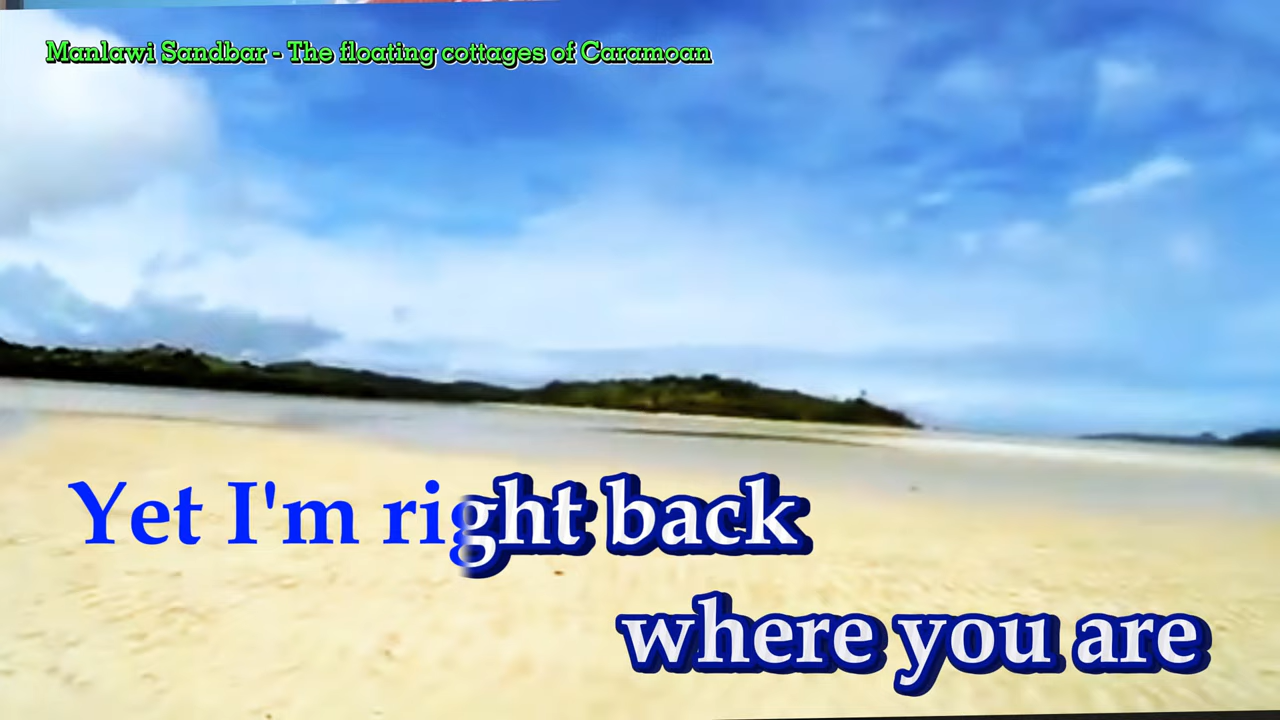 Manlawi Sandbar - The floating cottages of Caramoan
Yet I'm right back
where you are